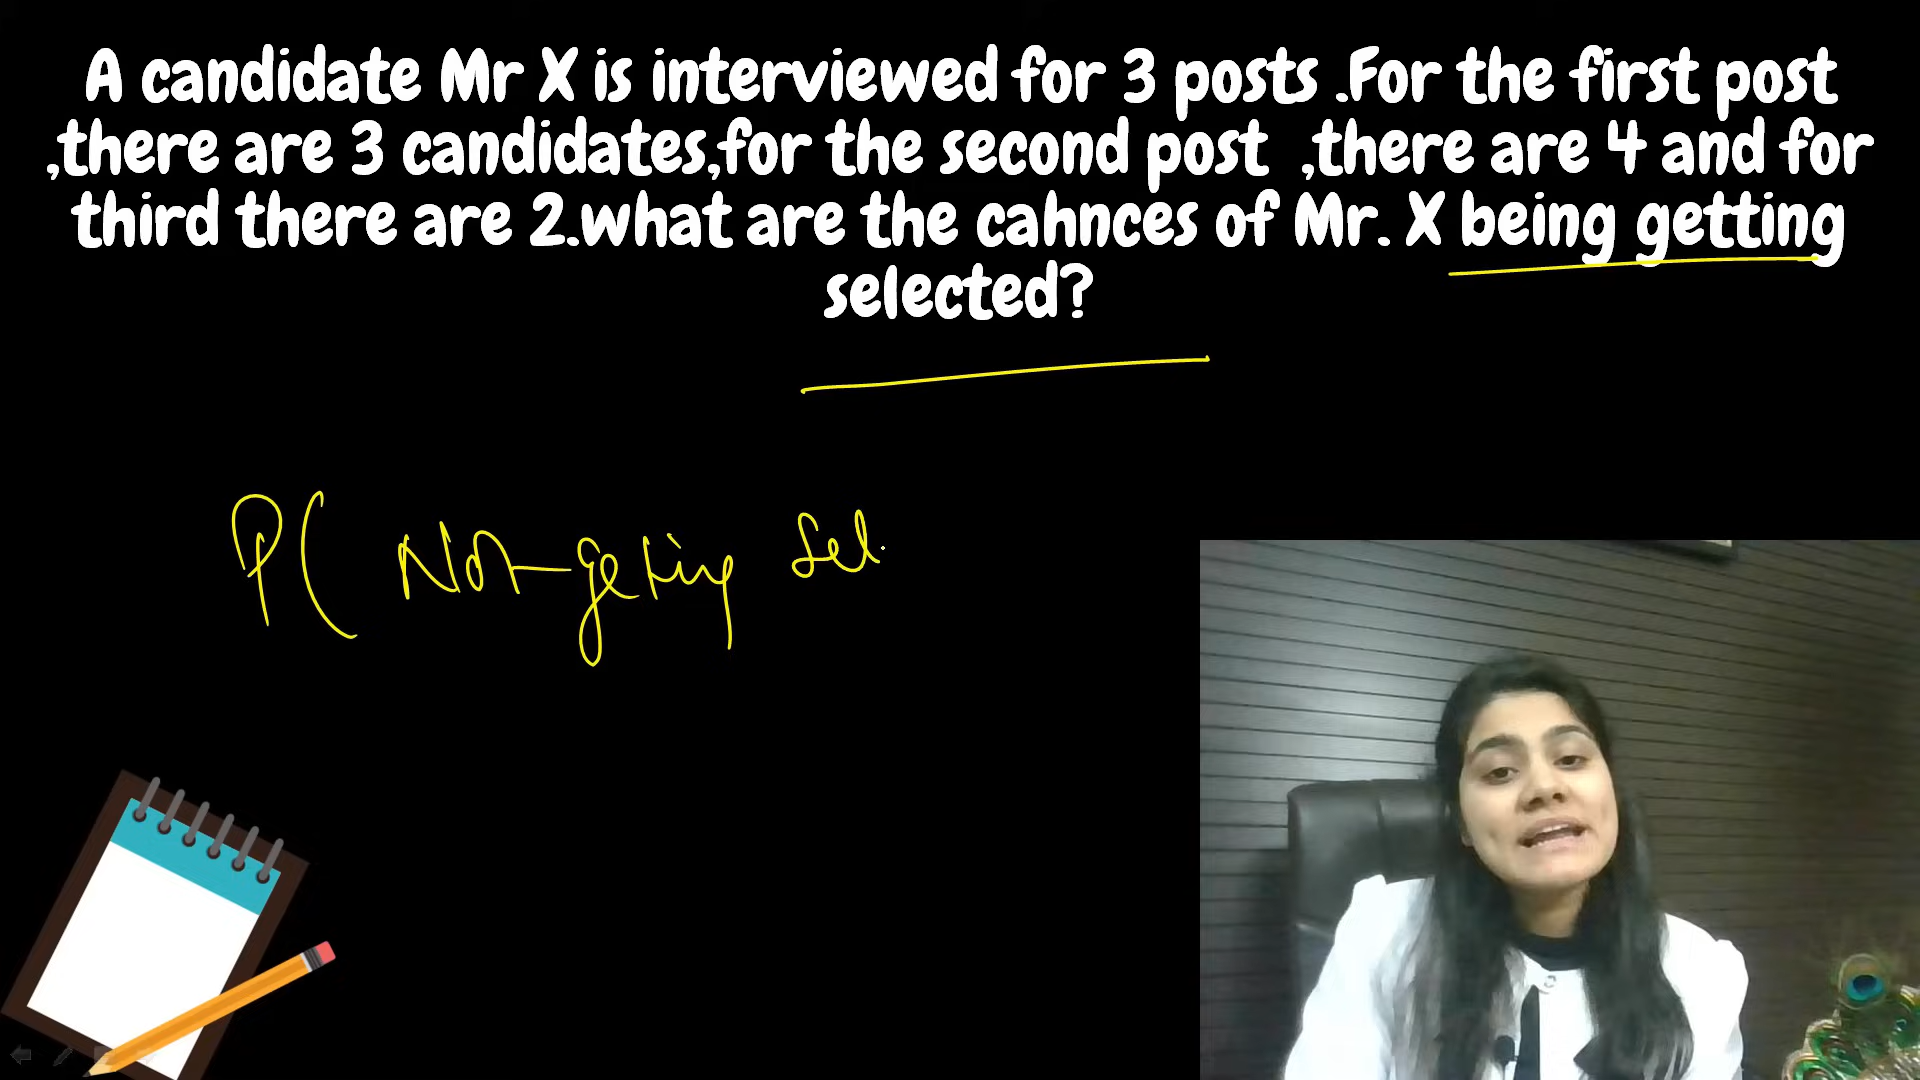 A candidate Mr X is interviewed for 3 posts .For the first post
,there are 3 candidates,for the second post ,there are 4 and for
third there are 2.what are the cahnces of Mr. X being getting
selected?
P( Not geting Sel